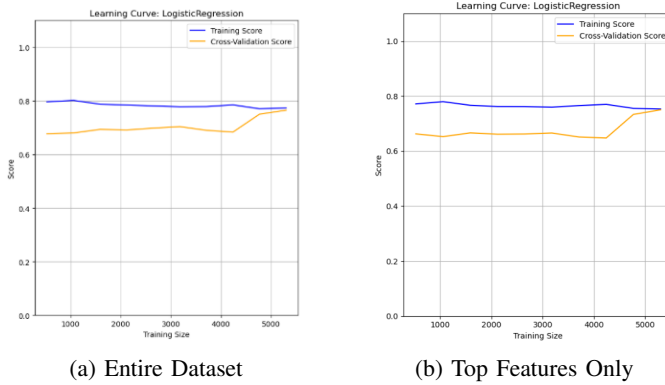 Learning Curve: LogisticRegression
Training Score
Cross-Validation Score
1.0
0.8
0.6
0.4
0.2
0.0
Score
1000 2000 3000 4000 5000
Training Size
(a) Entire Dataset
Learning Curve: LogisticRegression
Training Score
Cross-Validation Score
1.0
0.8
0.6
0.4
0.2
0.0
Score
1000 2000 3000 4000 5000
Training Size
(b) Top Features Only